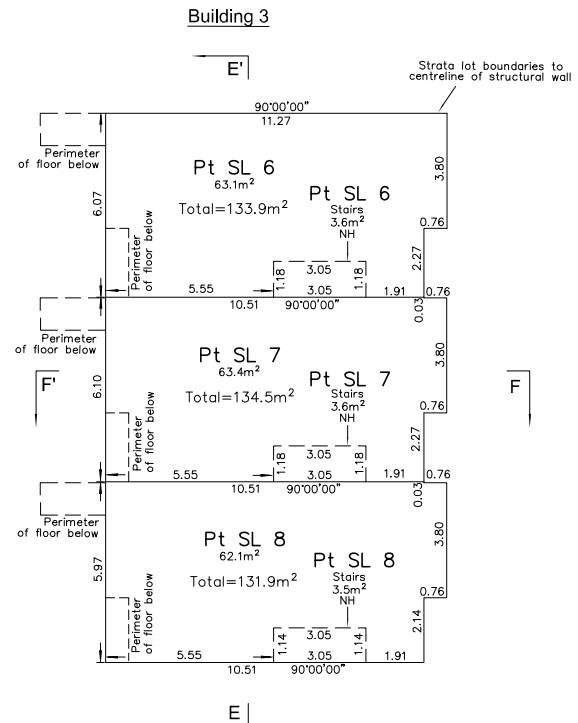 Building 3
E'
Strata lot boundaries to
centreline of structural wall
90°00'00"
11.27
Perimeter
of floor below
Pt SL 6
63.1m²
Total=133.9m²
Pt SL 6
Stairs
3.6m²
NH
3.80
6.07
0.76
2.27
Perimeter
of floor below
3.05
1.18
1.18
5.55
3.05
1.91
0.76
10.51
90°00'00"
0.03
Perimeter
of floor below
Pt SL 7
63.4m²
Total=134.5m²
Pt SL 7
Stairs
3.6m²
NH
3.80
F'
6.10
F
0.76
2.27
Perimeter
of floor below
3.05
1.18
1.18
5.55
3.05
1.91
0.76
10.51
90°00'00"
0.03
Perimeter
of floor below
Pt SL 8
62.1m²
Total=131.9m²
Pt SL 8
Stairs
3.5m²
NH
3.80
5.97
0.76
2.14
Perimeter
of floor below
3.05
1.14
1.14
5.55
3.05
1.91
10.51
90°00'00"
E